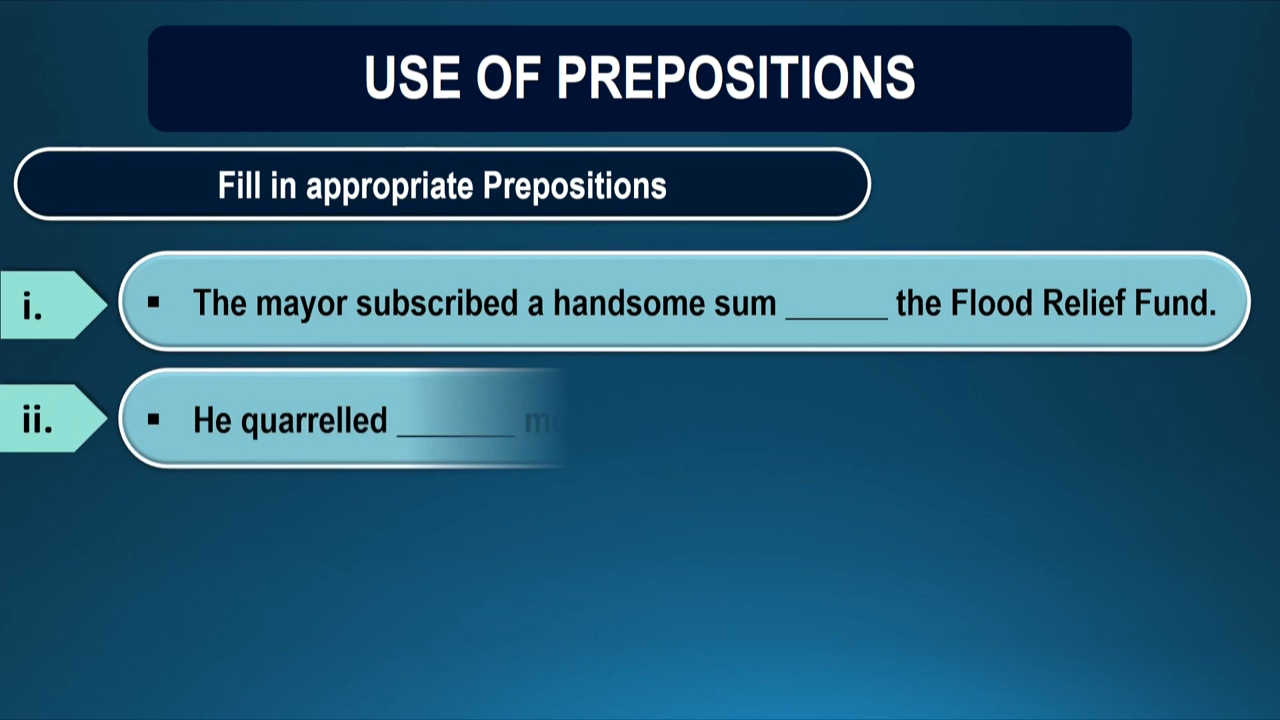 USE OF PREPOSITIONS
Fill in appropriate Prepositions
i.
▪ The mayor subscribed a handsome sum ______ the Flood Relief Fund.
ii.
▪ He quarrelled _______ me